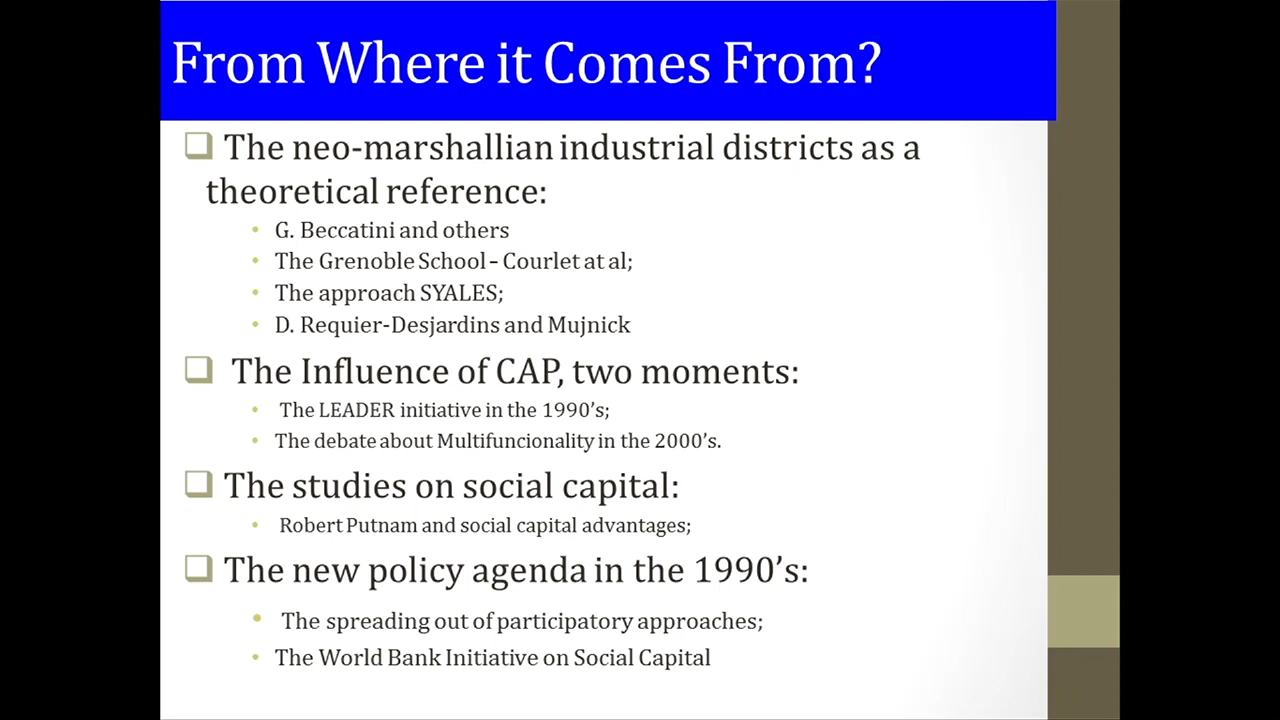 From Where it Comes From?
The neo-marshallian industrial districts as a
theoretical reference:
G. Beccatini and others
The Grenoble School – Courlet at al;
The approach SYALES;
D. Requier-Desjardins and Mujnick
The Influence of CAP, two moments:
The LEADER initiative in the 1990's;
The debate about Multifuncionality in the 2000's.
The studies on social capital:
Robert Putnam and social capital advantages;
The new policy agenda in the 1990's:
The spreading out of participatory approaches;
The World Bank Initiative on Social Capital